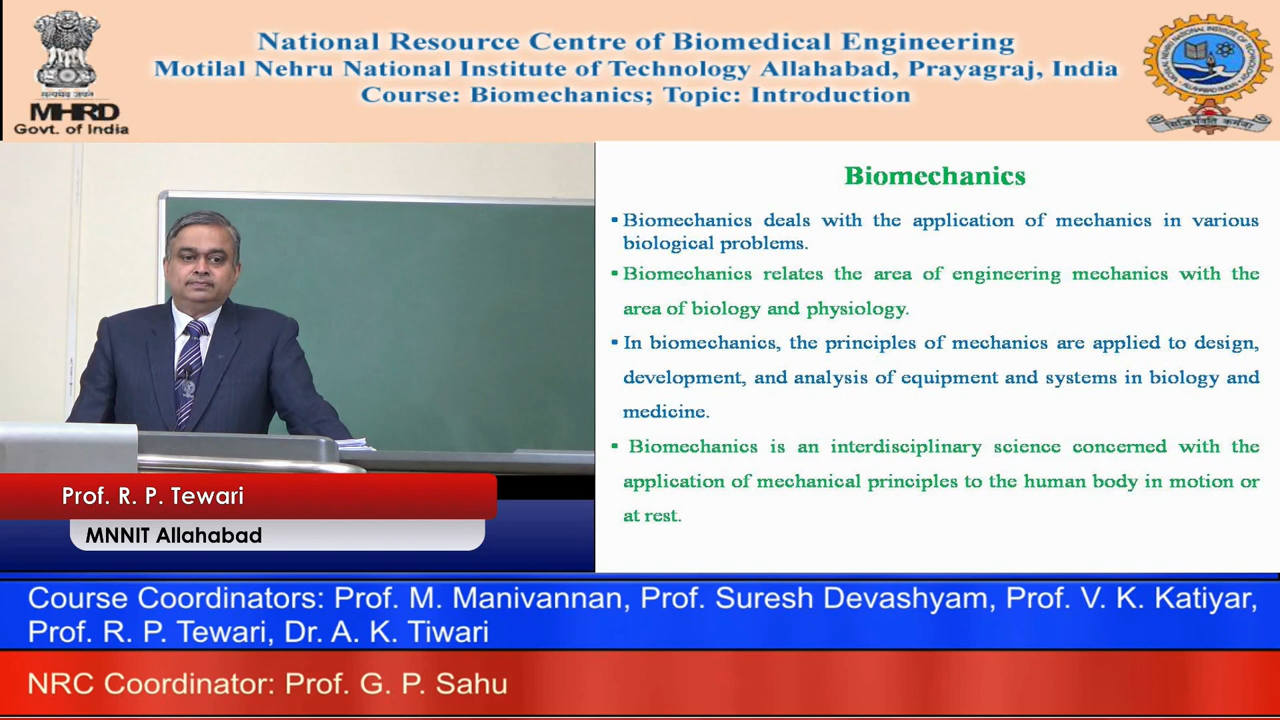 National Resource Centre of Biomedical Engineering
Motilal Nehru National Institute of Technology Allahabad, Prayagraj, India
Course: Biomechanics; Topic: Introduction
सत्यमेव जयते
MHRD
Govt. of India
Biomechanics
▪ Biomechanics deals with the application of mechanics in various
biological problems.
▪ Biomechanics relates the area of engineering mechanics with the
area of biology and physiology.
▪ In biomechanics, the principles of mechanics are applied to design,
development, and analysis of equipment and systems in biology and
medicine.
▪ Biomechanics is an interdisciplinary science concerned with the
application of mechanical principles to the human body in motion or
at rest.
Prof. R. P. Tewari
MNNIT Allahabad
Course Coordinators: Prof. M. Manivannan, Prof. Suresh Devashyam, Prof. V. K. Katiyar,
Prof. R. P. Tewari, Dr. A. K. Tiwari
NRC Coordinator: Prof. G. P. Sahu